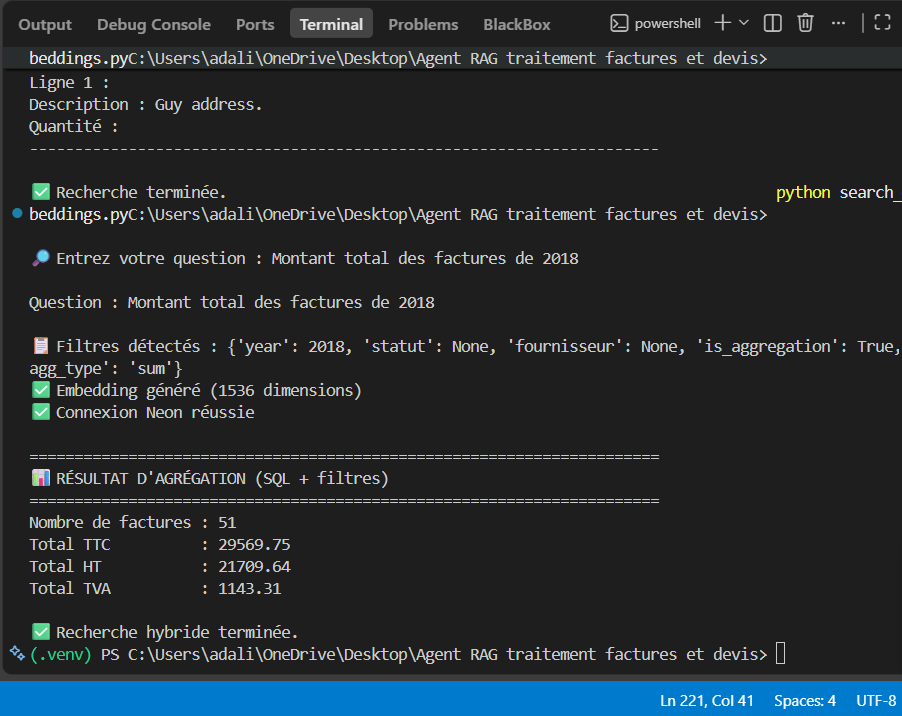 Output Debug Console Ports Terminal Problems BlackBox powershell
beddings.pyC:\Users\adali\OneDrive\Desktop\Agent RAG traitement factures et devis>
Ligne 1 :
Description : Guy address.
Quantité :
----------------------------------------------------------------------
✅ Recherche terminée. python search_
beddings.pyC:\Users\adali\OneDrive\Desktop\Agent RAG traitement factures et devis>
🔎 Entrez votre question : Montant total des factures de 2018
Question : Montant total des factures de 2018
📋 Filtres détectés : {'year': 2018, 'statut': None, 'fournisseur': None, 'is_aggregation': True,
agg_type': 'sum'}
✅ Embedding généré (1536 dimensions)
✅ Connexion Neon réussie
======================================================================
📊 RÉSULTAT D'AGRÉGATION (SQL + filtres)
======================================================================
Nombre de factures : 51
Total TTC : 29569.75
Total HT : 21709.64
Total TVA : 1143.31
✅ Recherche hybride terminée.
(.venv) PS C:\Users\adali\OneDrive\Desktop\Agent RAG traitement factures et devis>
Ln 221, Col 41 Spaces: 4 UTF-8